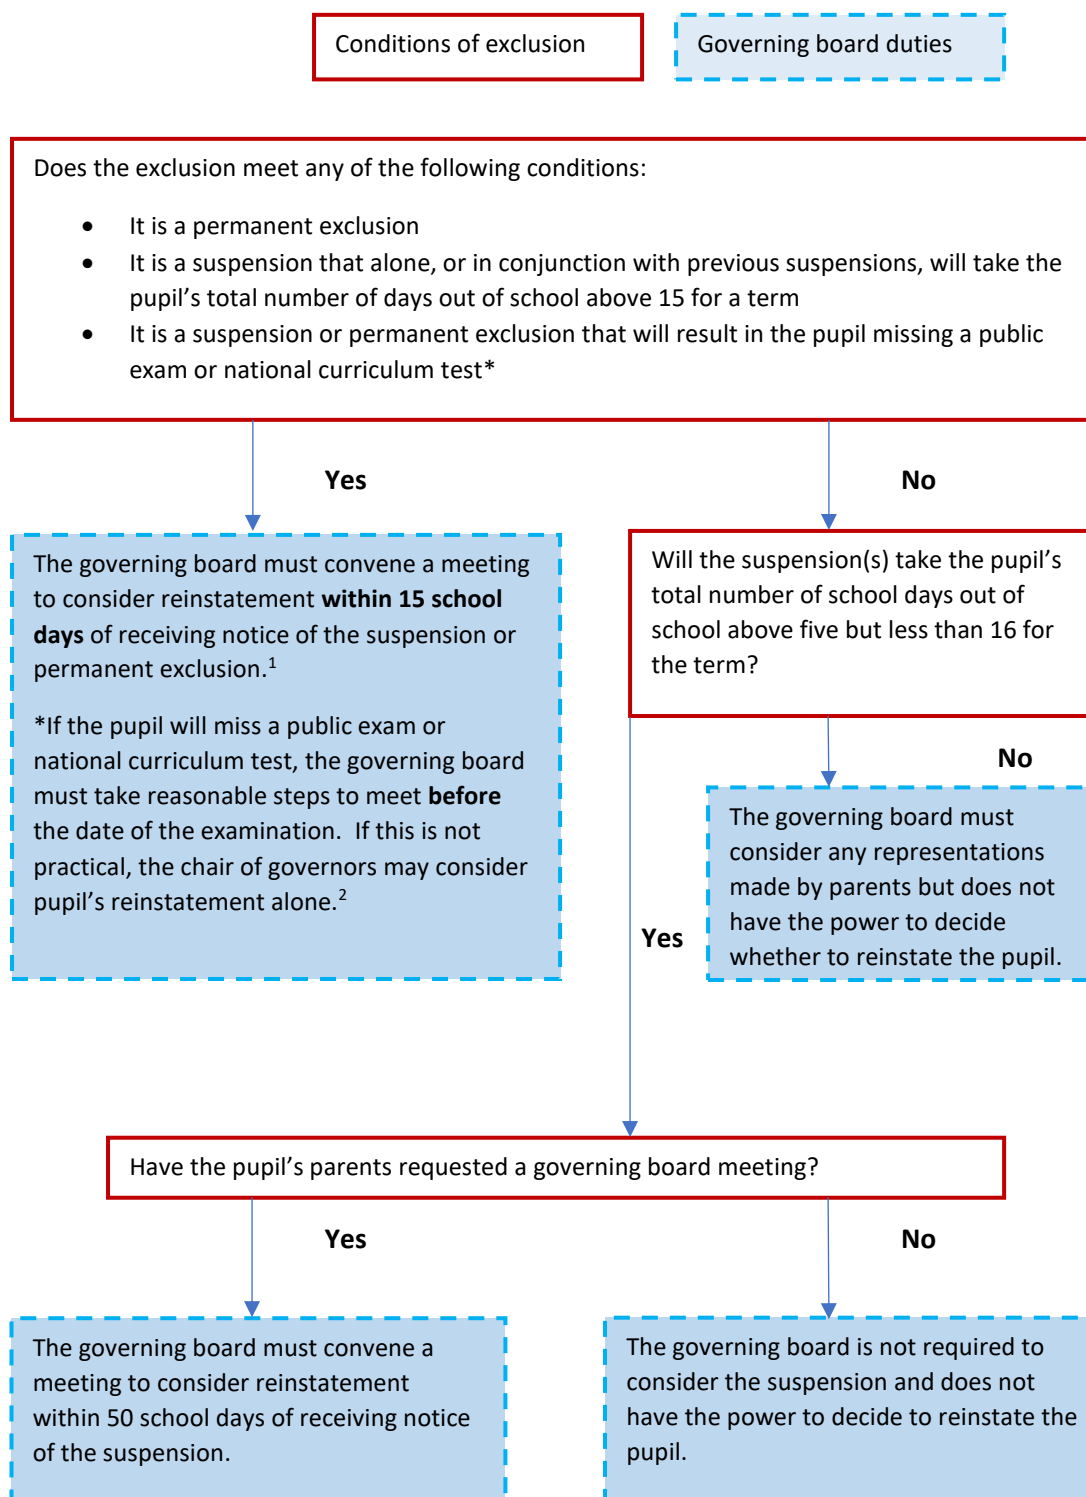 Conditions of exclusion
Governing board duties
Does the exclusion meet any of the following conditions:
• It is a permanent exclusion
• It is a suspension that alone, or in conjunction with previous suspensions, will take the
pupil’s total number of days out of school above 15 for a term
• It is a suspension or permanent exclusion that will result in the pupil missing a public
exam or national curriculum test*
Yes
No
The governing board must convene a meeting
to consider reinstatement within 15 school
days of receiving notice of the suspension or
permanent exclusion.1
*If the pupil will miss a public exam or
national curriculum test, the governing board
must take reasonable steps to meet before
the date of the examination.  If this is not
practical, the chair of governors may consider
pupil’s reinstatement alone.2
Will the suspension(s) take the pupil’s
total number of school days out of
school above five but less than 16 for
the term?
No
The governing board must
consider any representations
made by parents but does not
have the power to decide
whether to reinstate the pupil.
Yes
Have the pupil’s parents requested a governing board meeting?
Yes
No
The governing board must convene a
meeting to consider reinstatement
within 50 school days of receiving notice
of the suspension.
The governing board is not required to
consider the suspension and does not
have the power to decide to reinstate the
pupil.